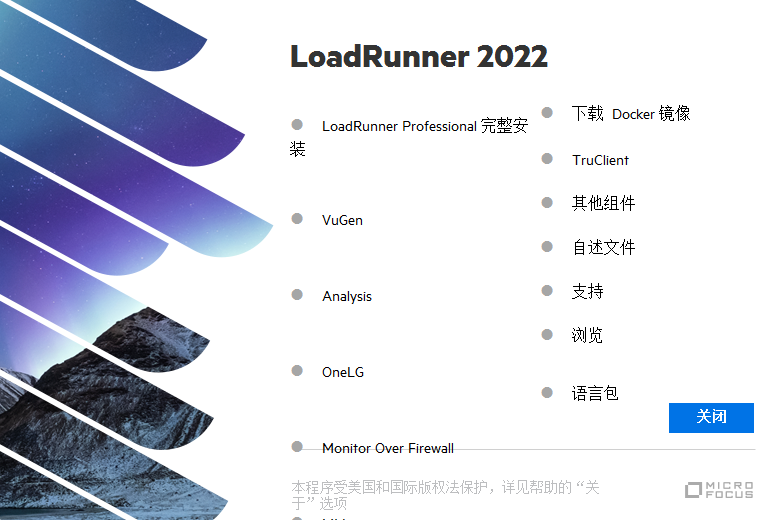 LoadRunner 2022
LoadRunner Professional 完整安
装
VuGen
Analysis
OneLG
Monitor Over Firewall
下载 Docker 镜像
TruClient
其他组件
自述文件
支持
浏览
语言包
关闭
本程序受美国和国际版权法保护，详见帮助的“关
于”选项
MICRO
FOCUS